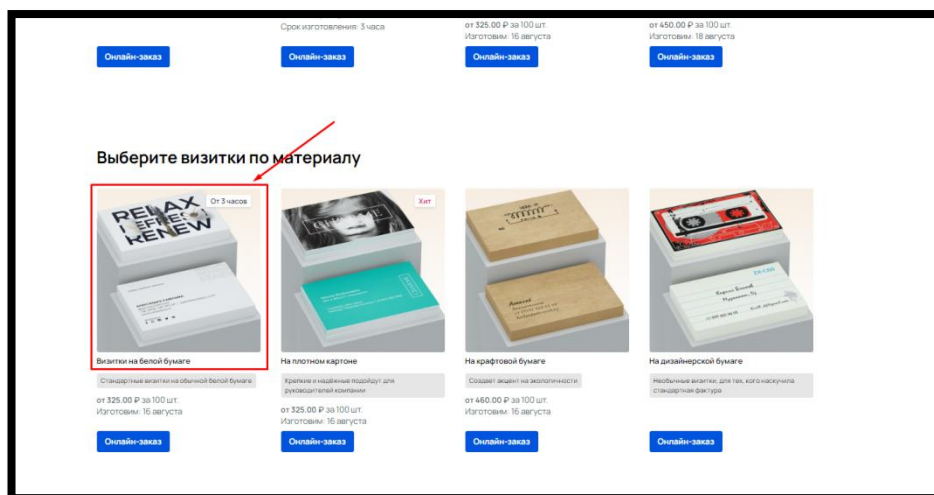 Срок изготовления: 3 часа
от 325.00 ₽ за 100 шт.
Изготовим: 16 августа
от 450.00 ₽ за 100 шт.
Изготовим: 18 августа
Онлайн-заказ
Онлайн-заказ
Онлайн-заказ
Онлайн-заказ
Выберите визитки по материалу
От 3 часов
RELAX
REFRESH
RENEW
Хит
Визитки на белой бумаге
На плотном картоне
На крафтовой бумаге
На дизайнерской бумаге
Стандартные визитки на обычной белой бумаге
Крепкие и надёжные подойдут для
руководителей компании
Создает акцент на экологичности
Необычные визитки, для тех, кого наскучила
стандартная фактура
от 325.00 ₽ за 100 шт.
Изготовим: 16 августа
от 325.00 ₽ за 100 шт.
Изготовим: 16 августа
от 460.00 ₽ за 100 шт.
Изготовим: 16 августа
Онлайн-заказ
Онлайн-заказ
Онлайн-заказ
Онлайн-заказ